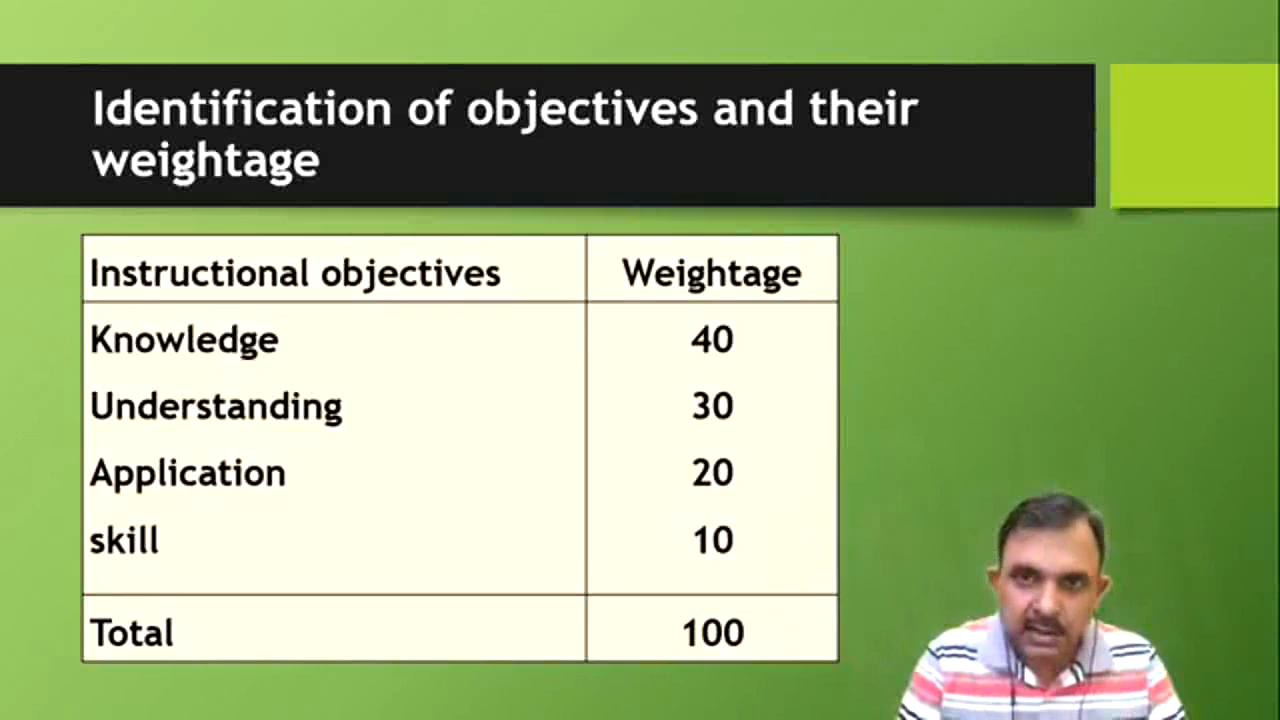 Identification of objectives and their
weightage
Instructional objectives Weightage
Knowledge 40
Understanding 30
Application 20
skill 10
Total 100